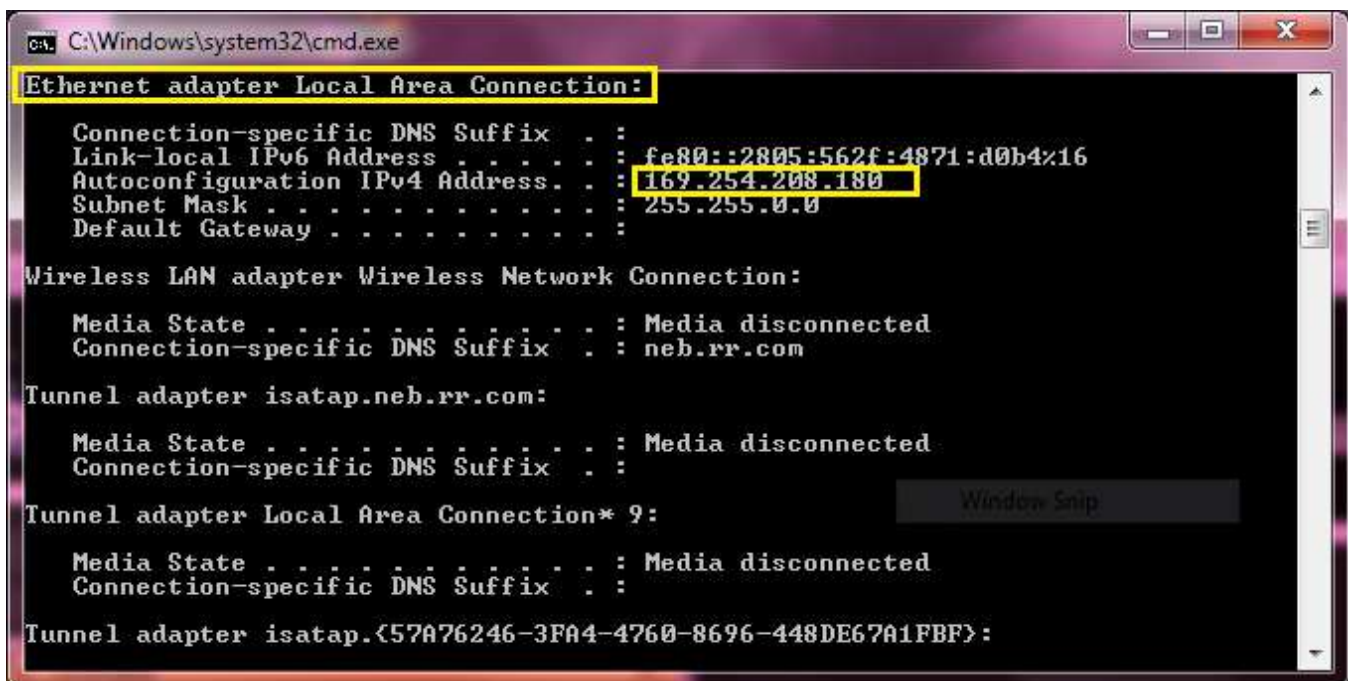 C:\Windows\system32\cmd.exe
Ethernet adapter Local Area Connection:
Connection-specific DNS Suffix . :
Link-local IPv6 Address . . . . . : fe80::2805:562f:4871:d0b4%16
Autoconfiguration IPv4 Address. . : 169.254.208.180
Subnet Mask . . . . . . . . . . . : 255.255.0.0
Default Gateway . . . . . . . . . :
Wireless LAN adapter Wireless Network Connection:
Media State . . . . . . . . . . . : Media disconnected
Connection-specific DNS Suffix . : neb.rr.com
Tunnel adapter isatap.neb.rr.com:
Media State . . . . . . . . . . . : Media disconnected
Connection-specific DNS Suffix . :
Window Snip
Tunnel adapter Local Area Connection* 9:
Media State . . . . . . . . . . . : Media disconnected
Connection-specific DNS Suffix . :
Tunnel adapter isatap.{57A76246-3FA4-4760-8696-448DE67A1FBF}: